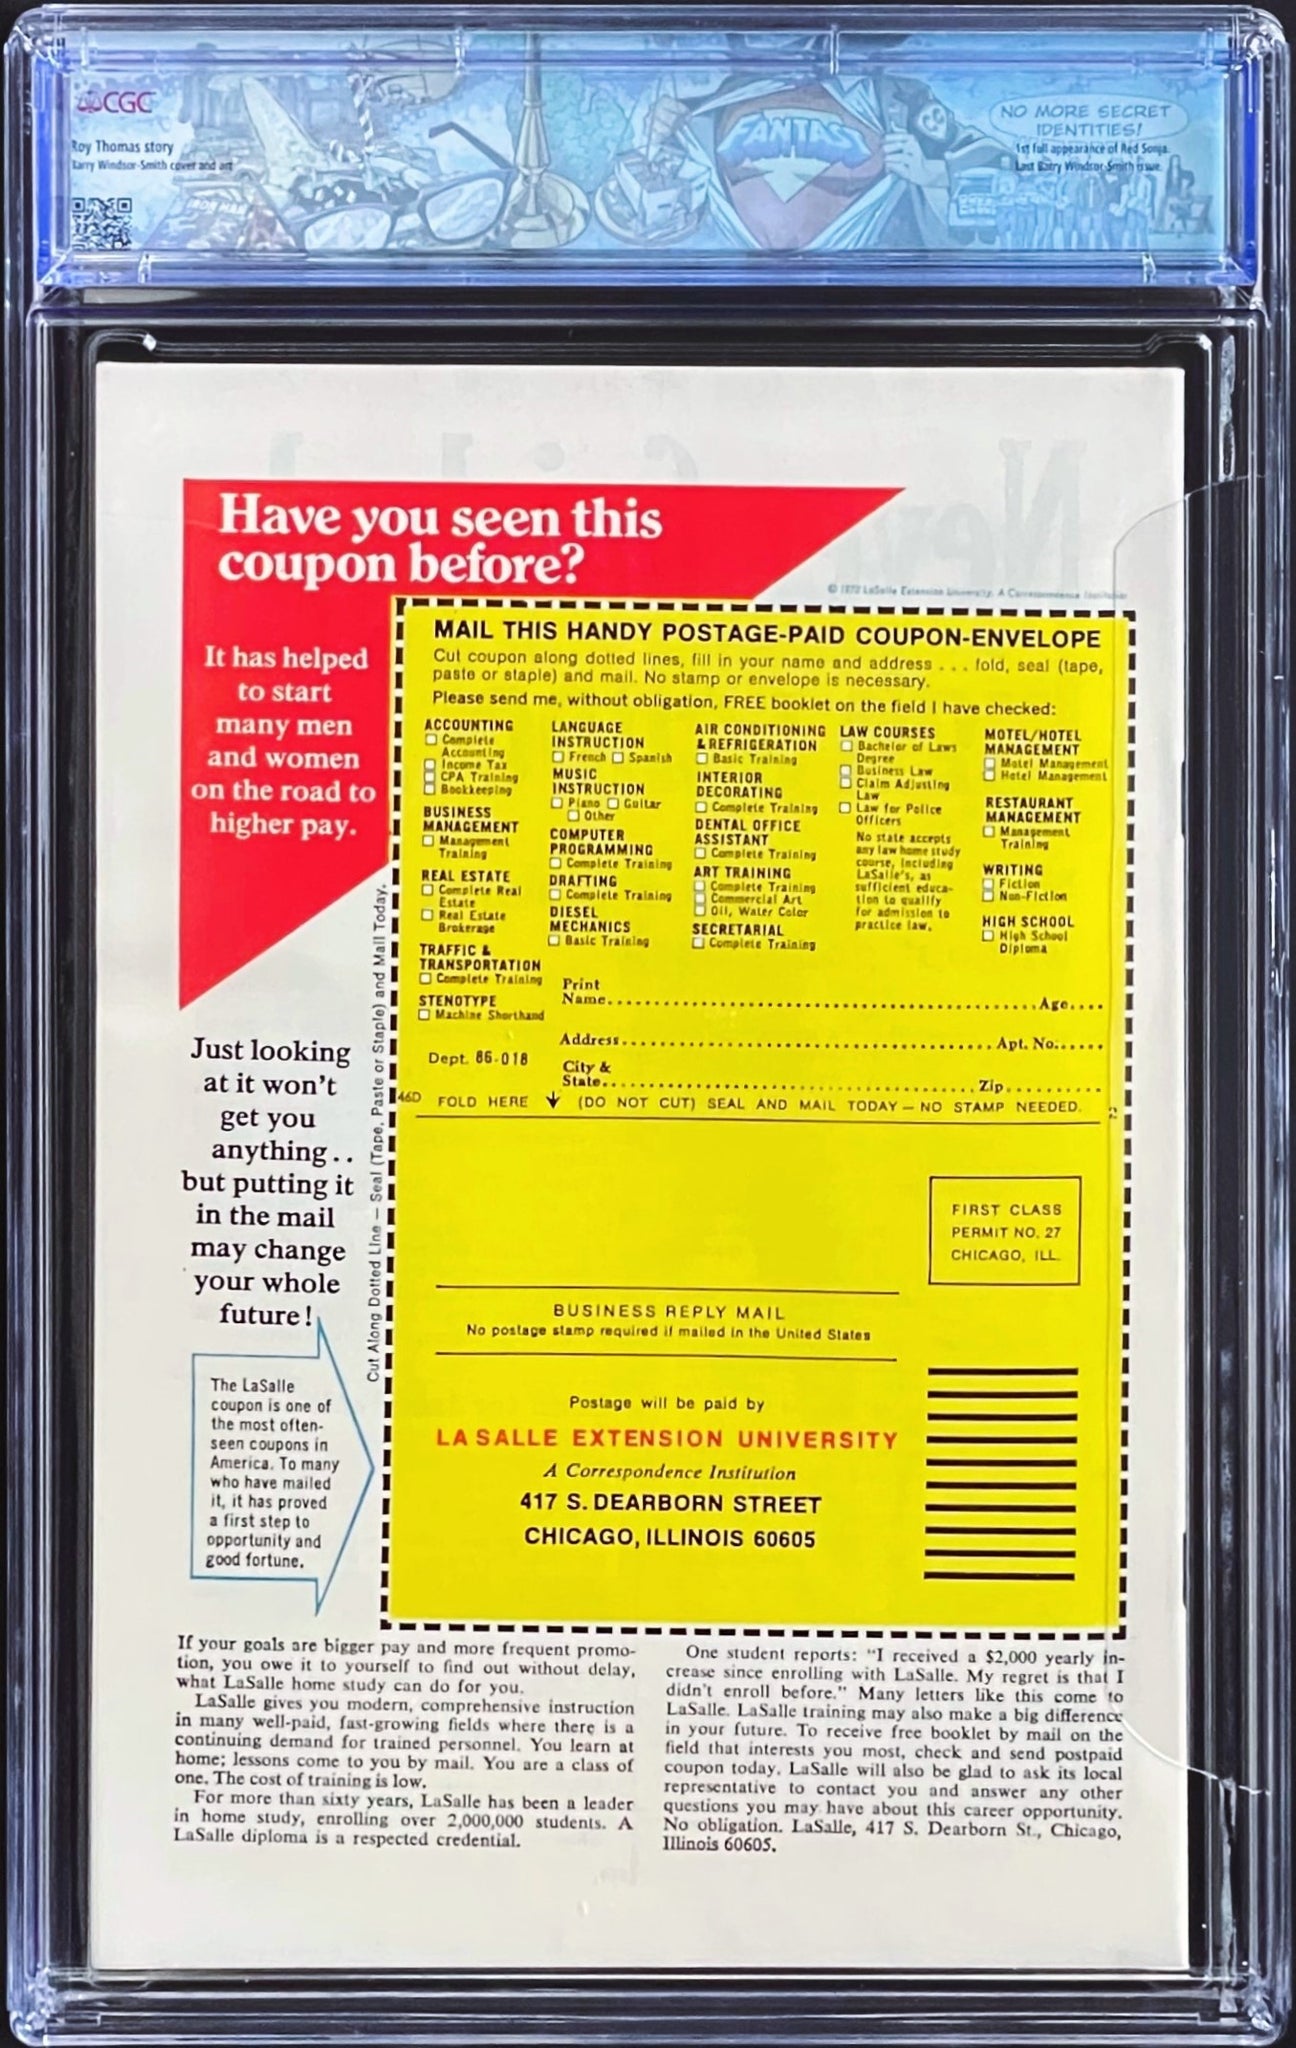 CGC
Roy Thomas story
Barry Windsor-Smith cover and art
IRON MAN
FANTAST
NO MORE SECRET
IDENTITIES!
1st full appearance of Red Sonja.
Last Barry Windsor-Smith issue.
Have you seen this
coupon before?
It has helped
to start
many men
and women
on the road to
higher pay.
© 1972 LaSalle Extension University, A Correspondence Institution
MAIL THIS HANDY POSTAGE-PAID COUPON-ENVELOPE
Cut coupon along dotted lines, fill in your name and address . . . fold, seal (tape,
paste or staple) and mail. No stamp or envelope is necessary.
Please send me, without obligation, FREE booklet on the field I have checked:
ACCOUNTING
Complete
Accounting
Income Tax
CPA Training
Bookkeeping
BUSINESS
MANAGEMENT
Management
Training
REAL ESTATE
Complete Real
Estate
Real Estate
Brokerage
TRAFFIC &
TRANSPORTATION
Complete Training
STENOTYPE
Machine Shorthand
LANGUAGE
INSTRUCTION
French Spanish
MUSIC
INSTRUCTION
Piano Guitar
Other
COMPUTER
PROGRAMMING
Complete Training
DRAFTING
Complete Training
DIESEL
MECHANICS
Basic Training
AIR CONDITIONING
& REFRIGERATION
Basic Training
INTERIOR
DECORATING
Complete Training
DENTAL OFFICE
ASSISTANT
Complete Training
ART TRAINING
Complete Training
Commercial Art
Oil, Water Color
SECRETARIAL
Complete Training
LAW COURSES
Bachelor of Laws
Degree
Business Law
Claim Adjusting
Law
Law for Police
Officers
No state accepts
any law home study
course, including
LaSalle's, as
sufficient educa-
tion to qualify
for admission to
practice law.
MOTEL/HOTEL
MANAGEMENT
Motel Management
Hotel Management
RESTAURANT
MANAGEMENT
Management
Training
WRITING
Fiction
Non-Fiction
HIGH SCHOOL
High School
Diploma
Print
Name Age
Address Apt. No.
Dept. 86-018
City &
State Zip
46D FOLD HERE (DO NOT CUT) SEAL AND MAIL TODAY — NO STAMP NEEDED.
Cut Along Dotted Line — Seal (Tape, Paste or Staple) and Mail Today.
FIRST CLASS
PERMIT NO. 27
CHICAGO, ILL.
BUSINESS REPLY MAIL
No postage stamp required if mailed in the United States
Postage will be paid by
LA SALLE EXTENSION UNIVERSITY
A Correspondence Institution
417 S. DEARBORN STREET
CHICAGO, ILLINOIS 60605
Just looking
at it won't
get you
anything . .
but putting it
in the mail
may change
your whole
future!
The LaSalle
coupon is one of
the most often-
seen coupons in
America. To many
who have mailed
it, it has proved
a first step to
opportunity and
good fortune.
If your goals are bigger pay and more frequent promo-
tion, you owe it to yourself to find out without delay,
what LaSalle home study can do for you.
LaSalle gives you modern, comprehensive instruction
in many well-paid, fast-growing fields where there is a
continuing demand for trained personnel. You learn at
home; lessons come to you by mail. You are a class of
one. The cost of training is low.
For more than sixty years, LaSalle has been a leader
in home study, enrolling over 2,000,000 students. A
LaSalle diploma is a respected credential.
One student reports: "I received a $2,000 yearly in-
crease since enrolling with LaSalle. My regret is that I
didn't enroll before." Many letters like this come to
LaSalle. LaSalle training may also make a big difference
in your future. To receive free booklet by mail on the
field that interests you most, check and send postpaid
coupon today. LaSalle will also be glad to ask its local
representative to contact you and answer any other
questions you may have about this career opportunity.
No obligation. LaSalle, 417 S. Dearborn St., Chicago,
Illinois 60605.